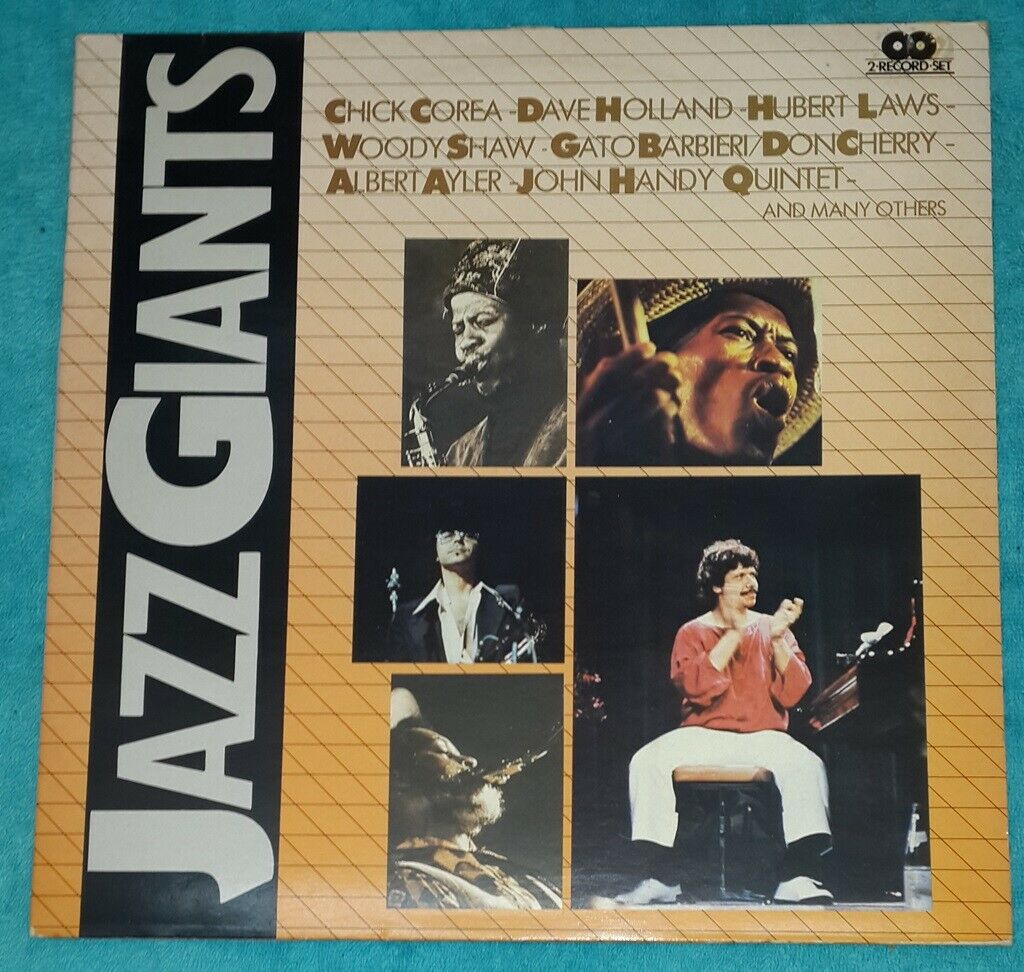 JAZZ GIANTS
2·RECORD·SET
CHICK COREA - DAVE HOLLAND - HUBERT LAWS -
WOODY SHAW - GATO BARBIERI/DON CHERRY -
ALBERT AYLER - JOHN HANDY QUINTET -
AND MANY OTHERS